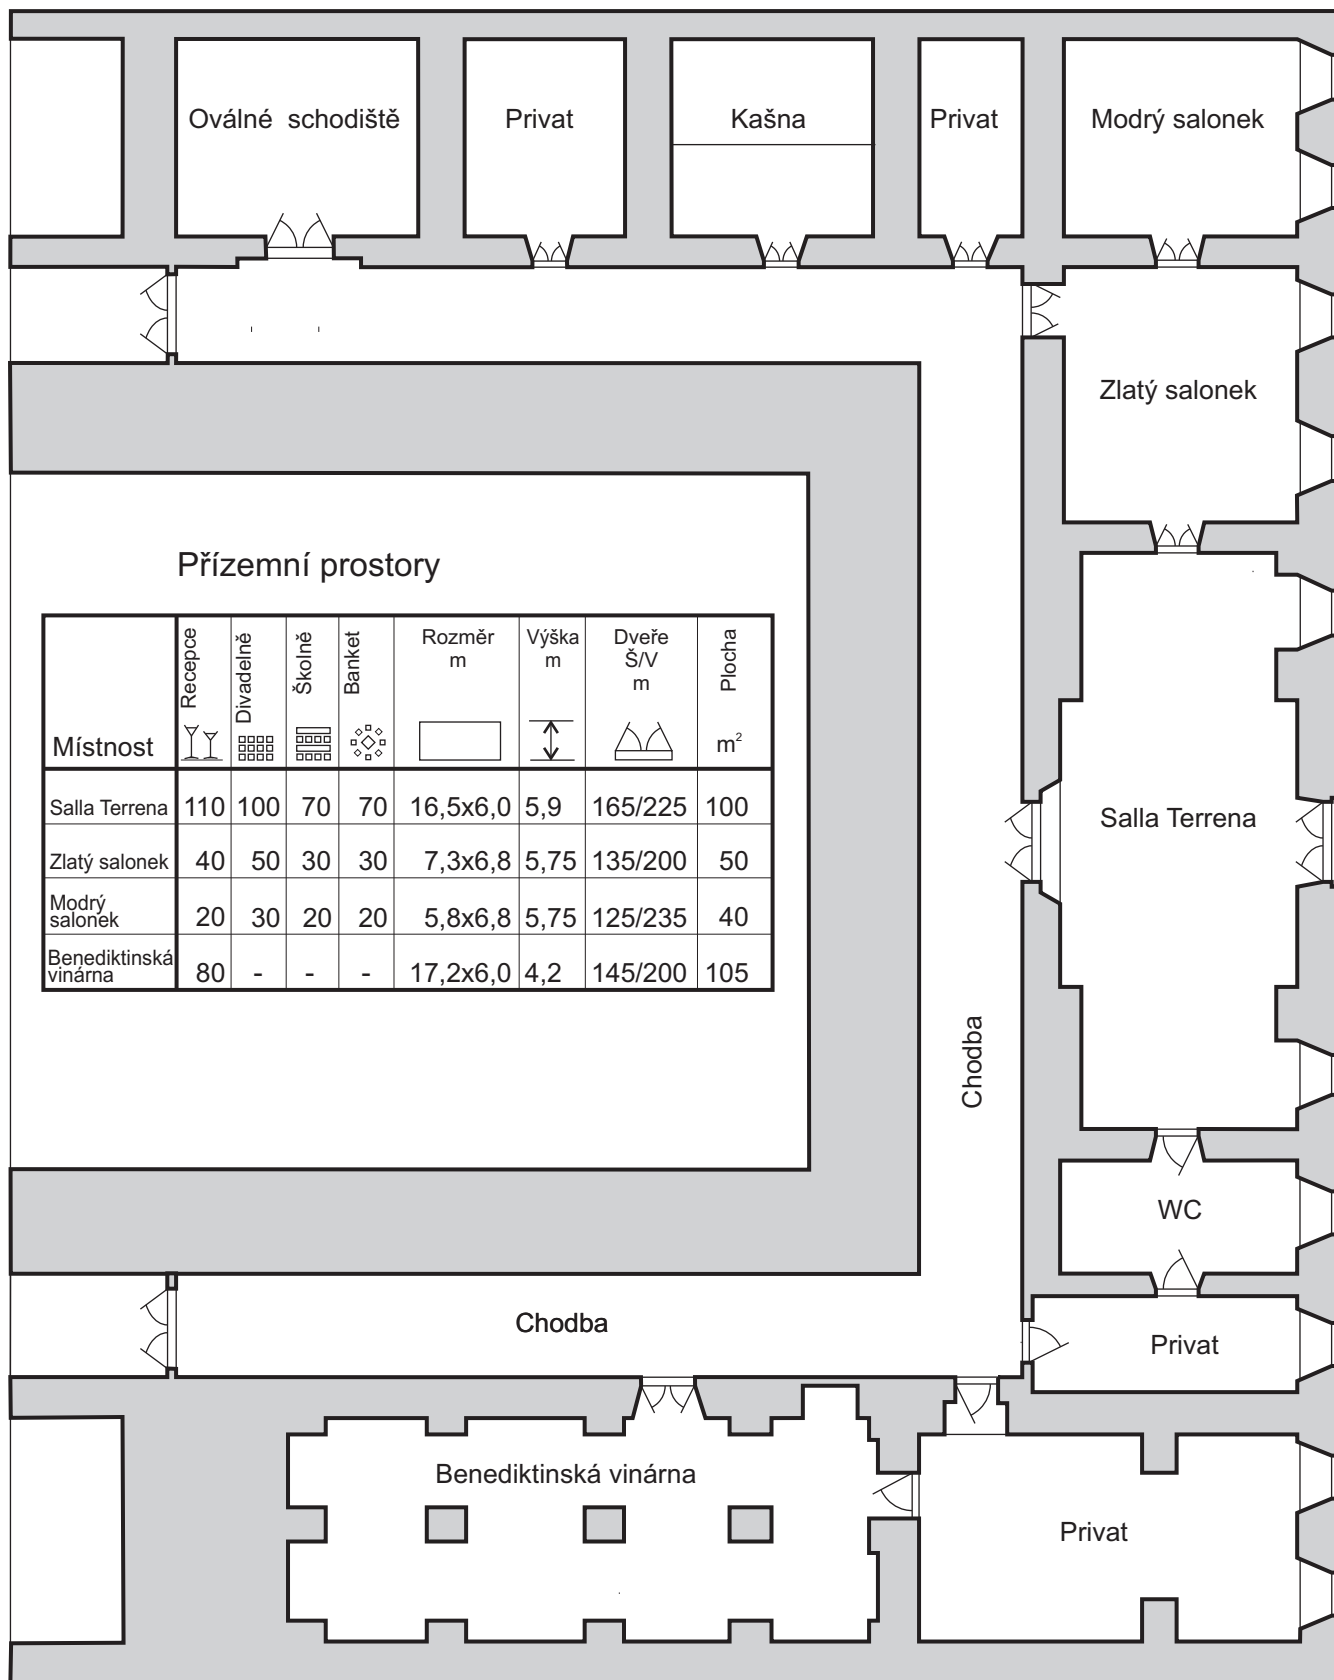 Oválné schodiště
Privat
Kašna
Privat
Modrý salonek
Zlatý salonek
Přízemní prostory
Místnost Recepce Divadelně Školně Banket Rozměr m Výška m Dveře Š/V m Plocha m²
Salla Terrena 110 100 70 70 16,5x6,0 5,9 165/225 100
Zlatý salonek 40 50 30 30 7,3x6,8 5,75 135/200 50
Modrý salonek 20 30 20 20 5,8x6,8 5,75 125/235 40
Benediktinská vinárna 80 - - - 17,2x6,0 4,2 145/200 105
Salla Terrena
Chodba
WC
Chodba
Privat
Benediktinská vinárna
Privat